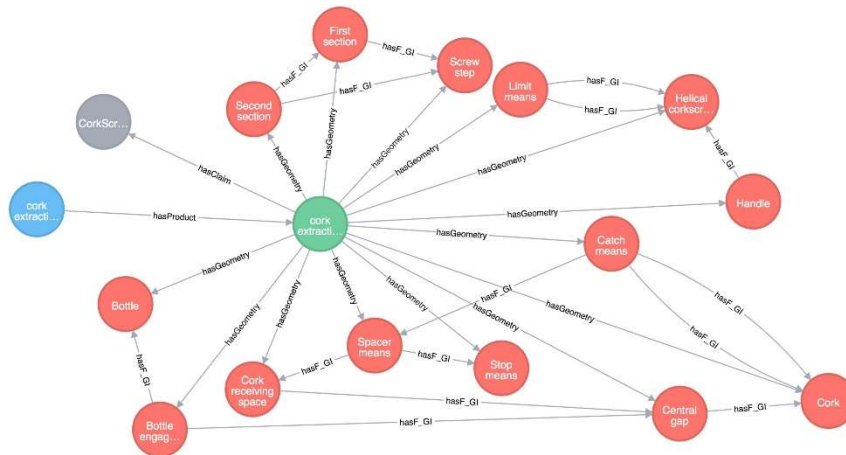 First
section
hasF_GI
hasF_GI
Screw
step
hasF_GI
Second
section
Limit
means
hasF_GI
hasF_GI
Helical
corkscr...
CorkScr...
hasGeometry
hasGeometry
hasGeometry
hasGeometry
hasGeometry
hasClaim
hasF_GI
cork
extracti...
hasProduct
cork
extracti...
hasGeometry
Handle
hasGeometry
Catch
means
hasGeometry
hasGeometry
hasGeometry
hasGeometry
hasGeometry
hasGeometry
hasGeometry
hasF_GI
hasF_GI
hasF_GI
Bottle
hasF_GI
Spacer
means
hasF_GI
hasF_GI
Stop
means
Cork
receiving
space
hasF_GI
Central
gap
hasF_GI
Cork
Bottle
engag...
hasF_GI